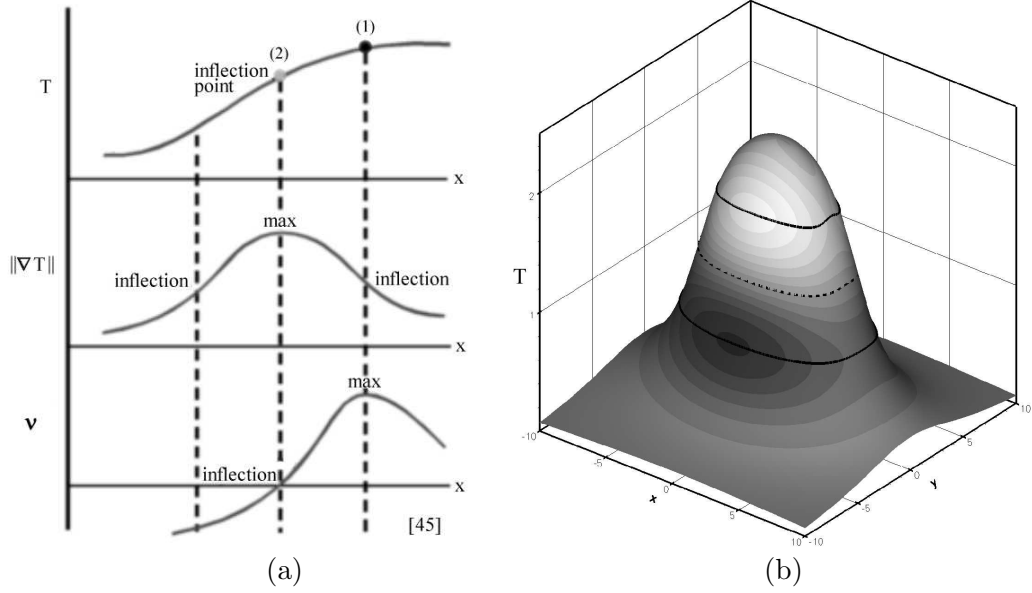 (1)
(2)
T
inflection
point
x
max
‖∇T‖
inflection
inflection
x
max
ν
inflection
x
[45]
(a)
T
2
1
-10
-5
0
5
10
x
-10
-5
0
5
10
y
(b)